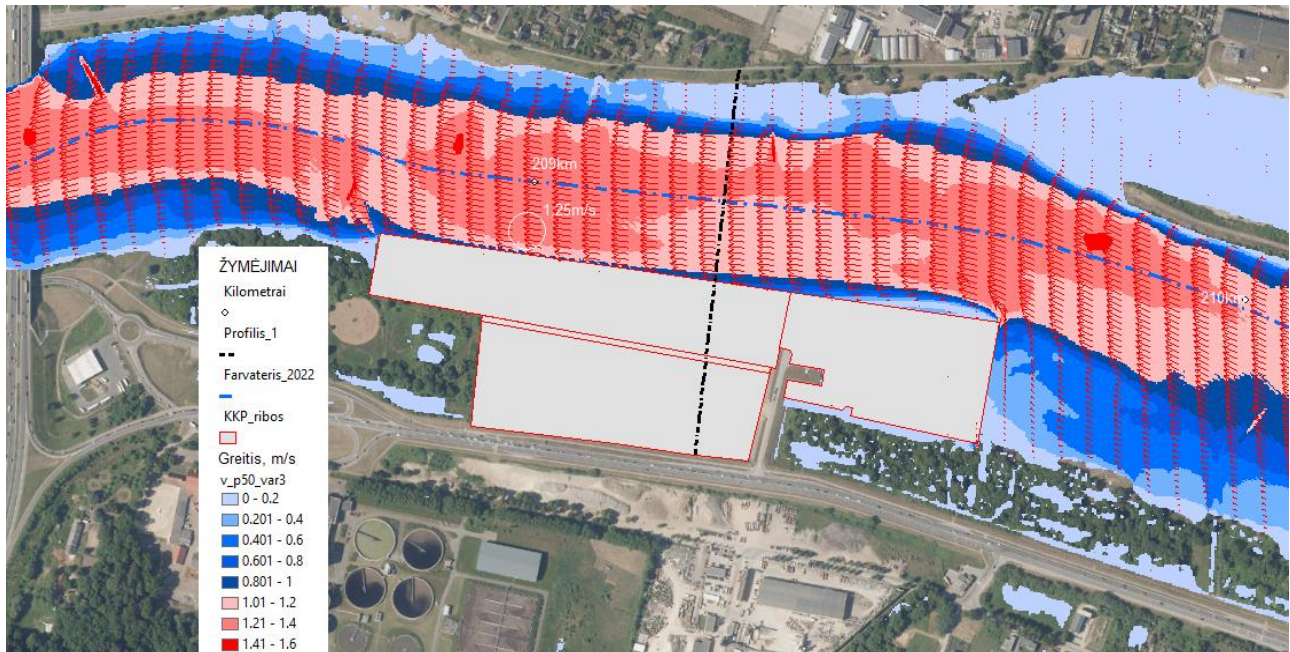 209km
1.25m/s
210km
ŽYMĖJIMAI
Kilometrai
Profilis_1
Farvateris_2022
KKP_ribos
Greitis, m/s
v_p50_var3
0 - 0.2
0.201 - 0.4
0.401 - 0.6
0.601 - 0.8
0.801 - 1
1.01 - 1.2
1.21 - 1.4
1.41 - 1.6